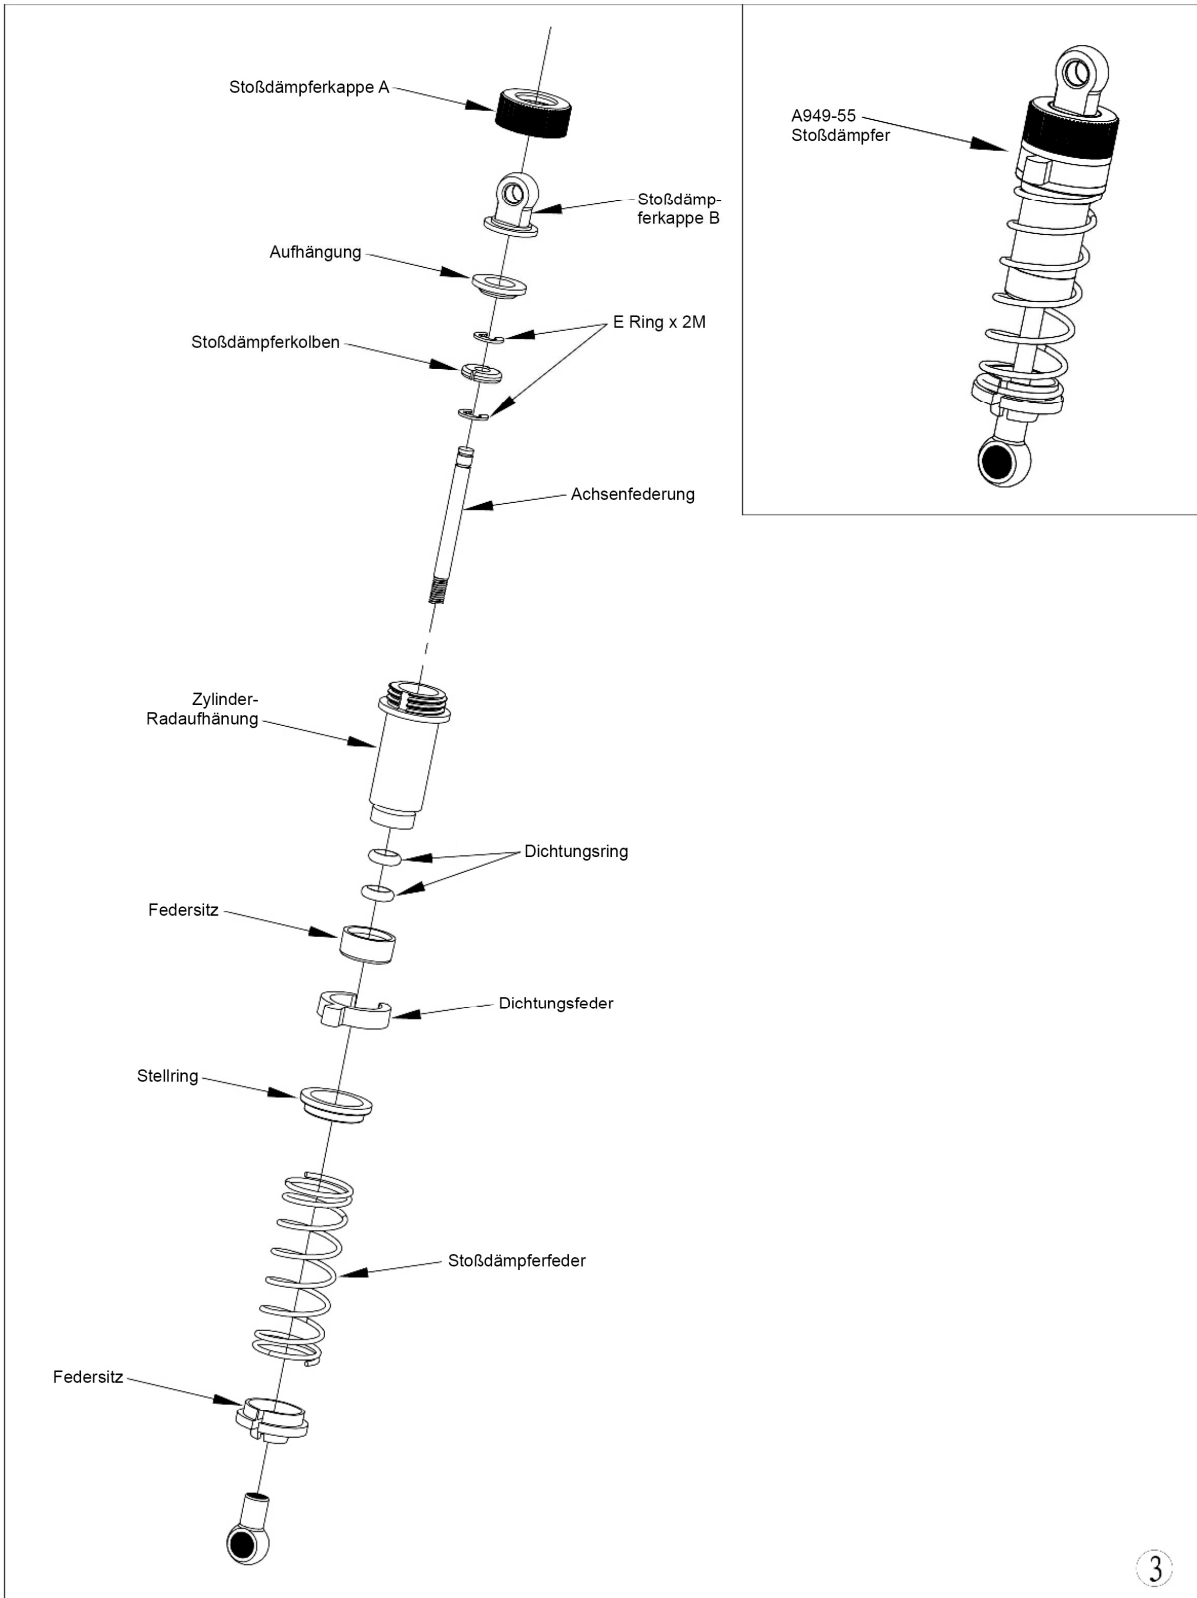 Stoßdämpferkappe A
A949-55
Stoßdämpfer
Stoßdämp-
ferkappe B
Aufhängung
E Ring x 2M
Stoßdämpferkolben
Achsenfederung
Zylinder-
Radaufhänung
Dichtungsring
Federsitz
Dichtungsfeder
Stellring
Stoßdämpferfeder
Federsitz
3